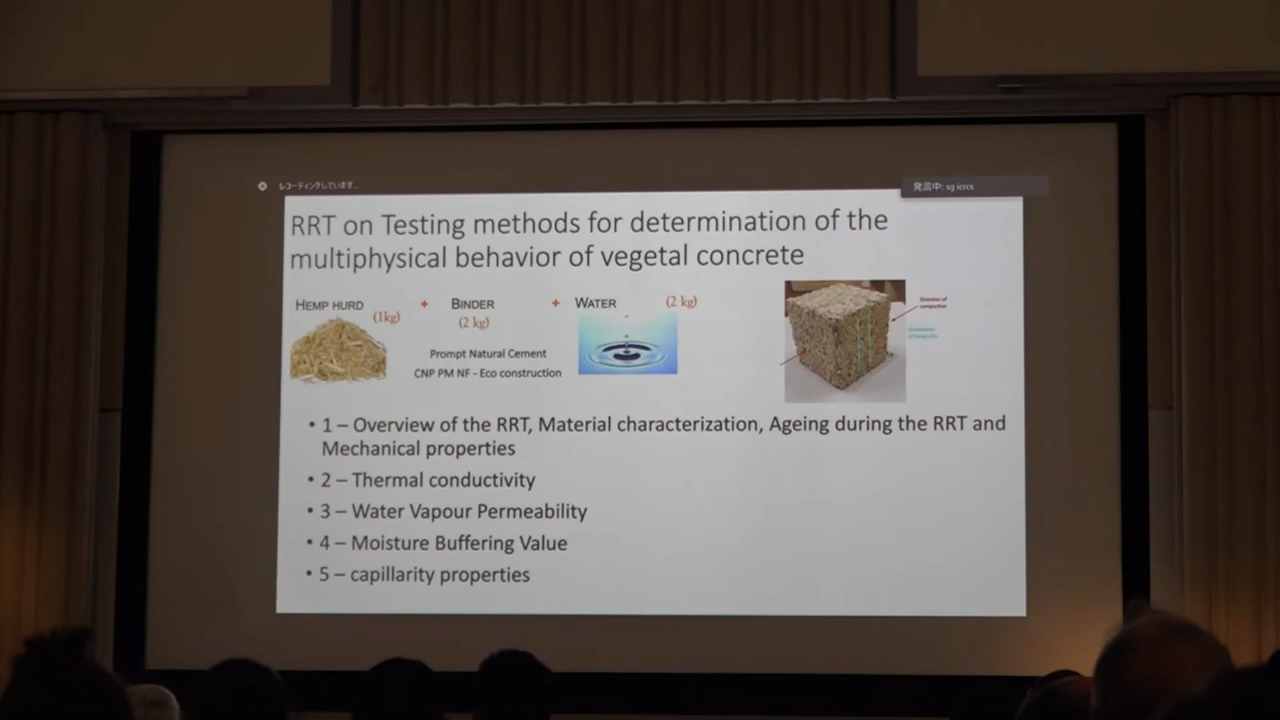 レコーディングしています...
発言中: sg icrcs
RRT on Testing methods for determination of the
multiphysical behavior of vegetal concrete
HEMP HURD + BINDER + WATER (2 kg)
(1kg) (2 kg)
Prompt Natural Cement
CNP PM NF - Eco construction
Direction of
compaction
• 1 – Overview of the RRT, Material characterization, Ageing during the RRT and
Mechanical properties
• 2 – Thermal conductivity
• 3 – Water Vapour Permeability
• 4 – Moisture Buffering Value
• 5 – capillarity properties